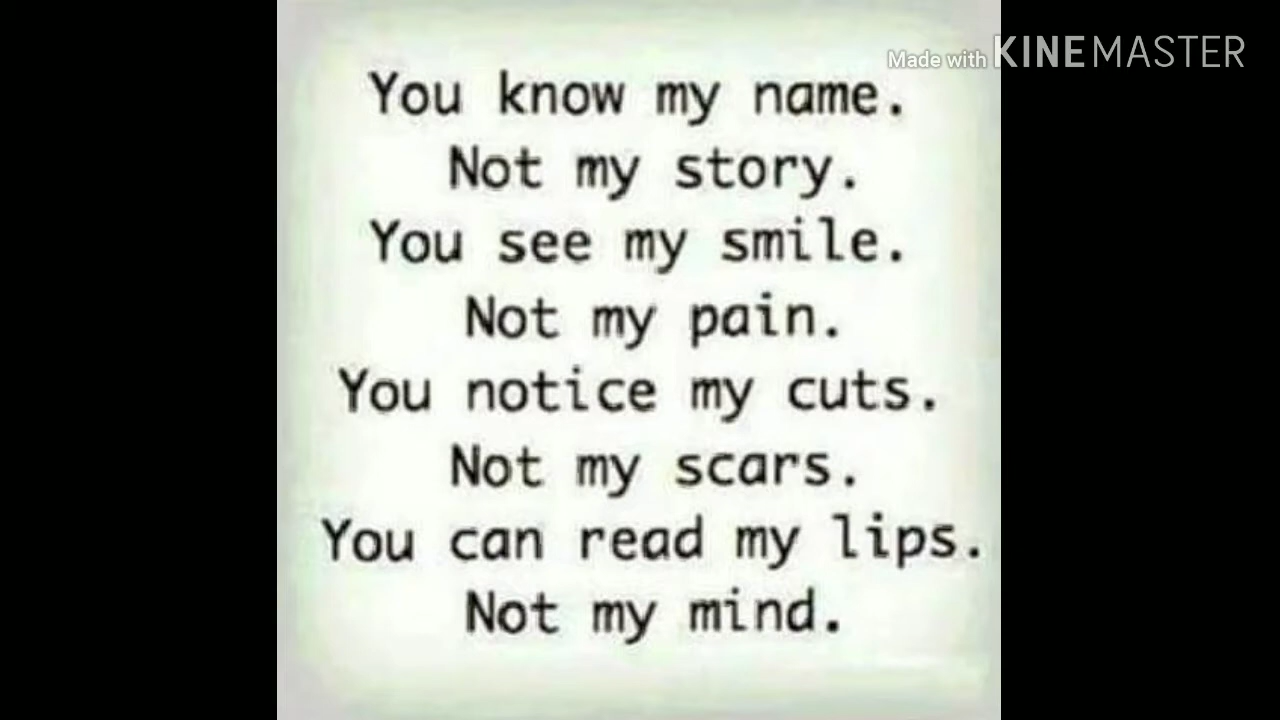 Made with KINEMASTER
You know my name.
Not my story.
You see my smile.
Not my pain.
You notice my cuts.
Not my scars.
You can read my lips.
Not my mind.